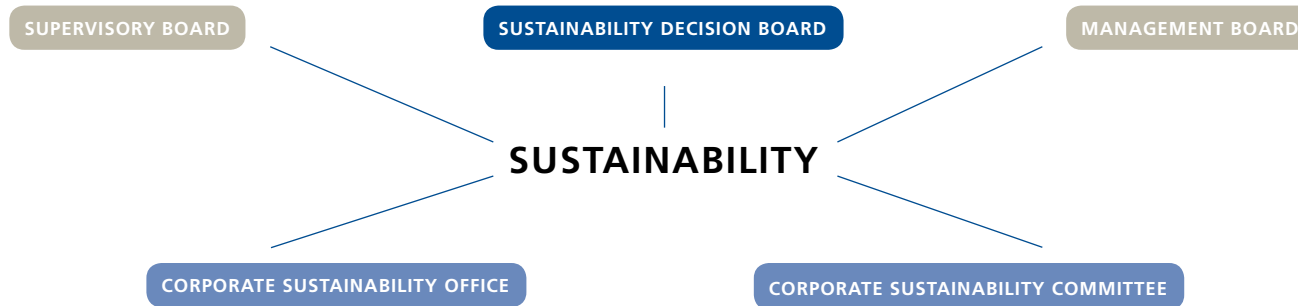 SUPERVISORY BOARD
SUSTAINABILITY DECISION BOARD
MANAGEMENT BOARD
SUSTAINABILITY
CORPORATE SUSTAINABILITY OFFICE
CORPORATE SUSTAINABILITY COMMITTEE